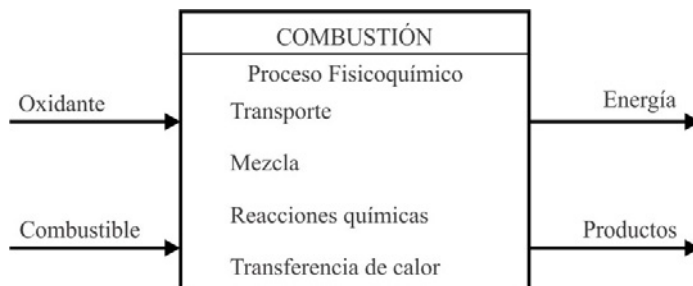 COMBUSTIÓN
Proceso Fisicoquímico
Oxidante
Transporte
Energía
Mezcla
Reacciones químicas
Combustible
Productos
Transferencia de calor